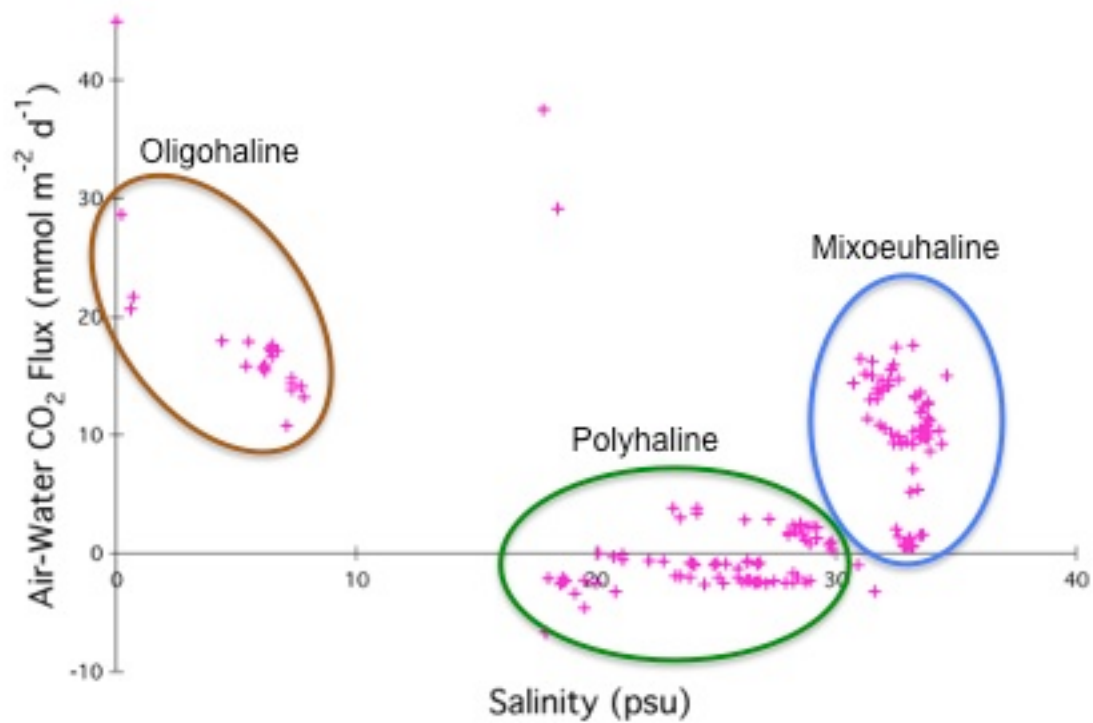 40
Oligohaline
30
Mixoeuhaline
20
10
Polyhaline
0
0 10 20 30 40
-10
Salinity (psu)
Air-Water CO₂ Flux (mmol m⁻² d⁻¹)